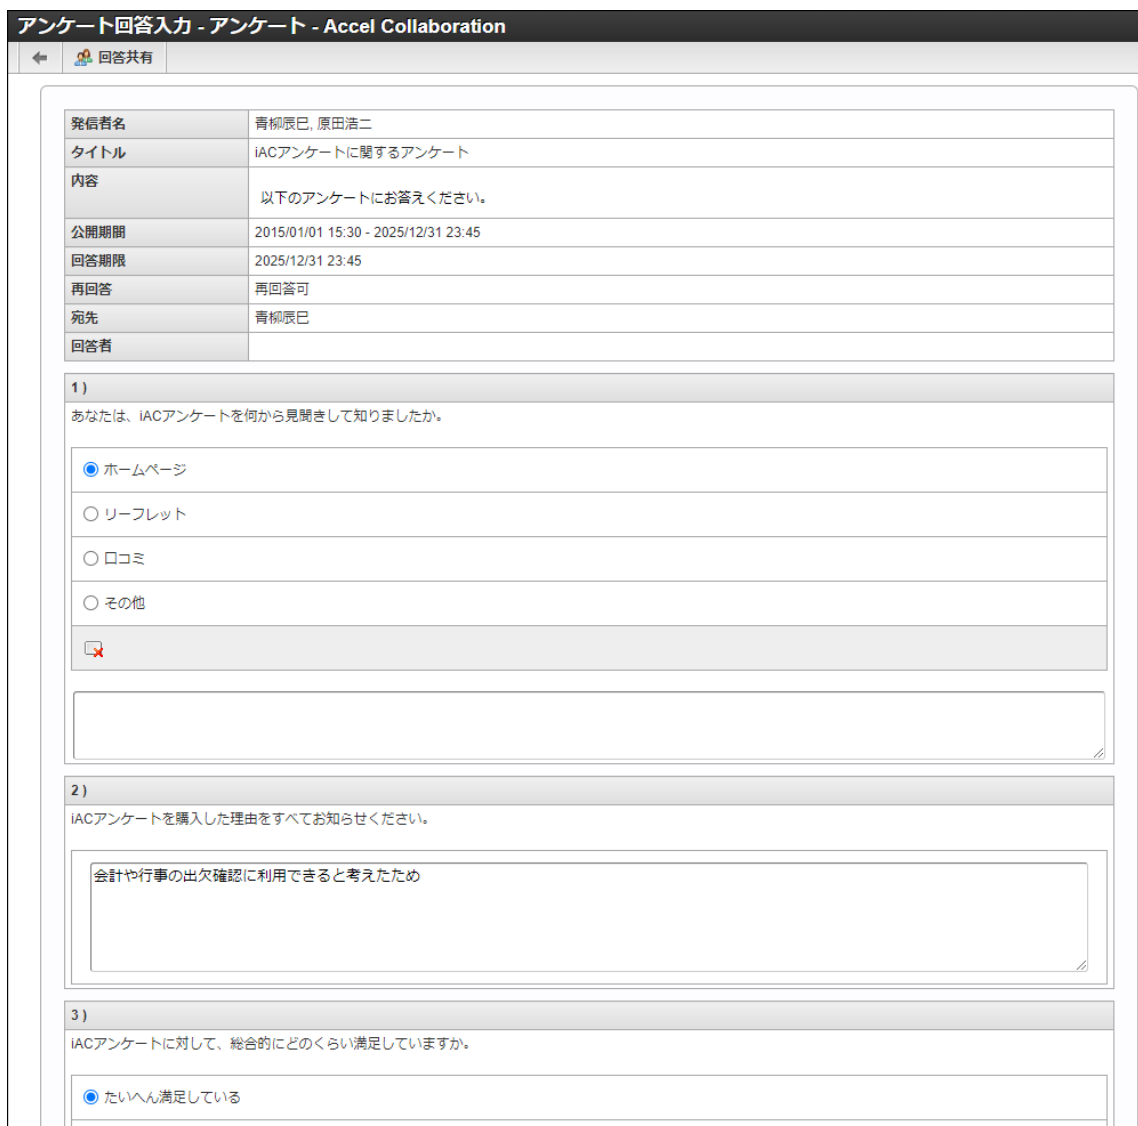 アンケート回答入力 - アンケート - Accel Collaboration
回答共有
発信者名 青柳辰巳, 原田浩二
タイトル iACアンケートに関するアンケート
内容 以下のアンケートにお答えください。
公開期間 2015/01/01 15:30 - 2025/12/31 23:45
回答期限 2025/12/31 23:45
再回答 再回答可
宛先 青柳辰巳
回答者
1 )
あなたは、iACアンケートを何から見聞きして知りましたか。
ホームページ
リーフレット
口コミ
その他
2 )
iACアンケートを購入した理由をすべてお知らせください。
会計や行事の出欠確認に利用できると考えたため
3 )
iACアンケートに対して、総合的にどのくらい満足していますか。
たいへん満足している